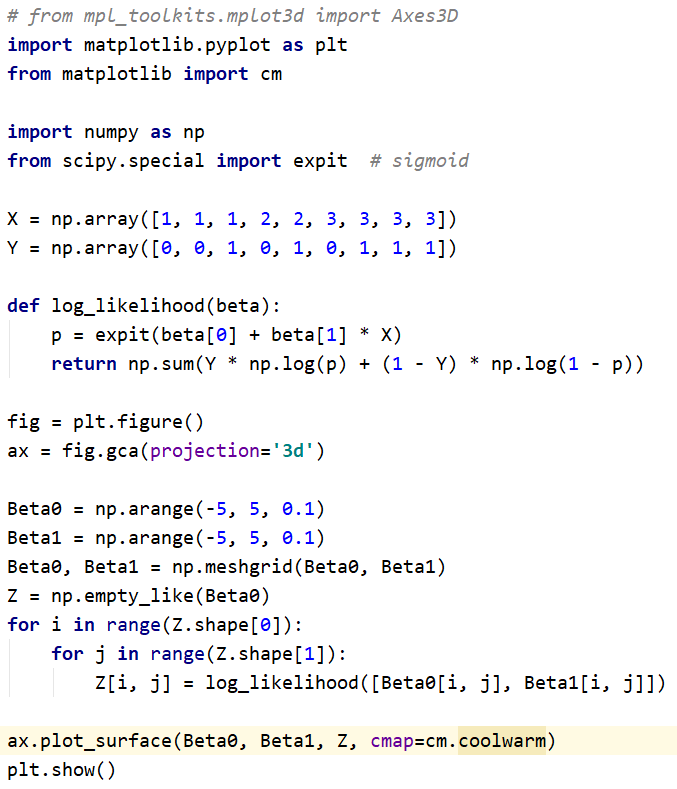 # from mpl_toolkits.mplot3d import Axes3D
import matplotlib.pyplot as plt
from matplotlib import cm

import numpy as np
from scipy.special import expit  # sigmoid

X = np.array([1, 1, 1, 2, 2, 3, 3, 3, 3])
Y = np.array([0, 0, 1, 0, 1, 0, 1, 1, 1])

def log_likelihood(beta):
    p = expit(beta[0] + beta[1] * X)
    return np.sum(Y * np.log(p) + (1 - Y) * np.log(1 - p))

fig = plt.figure()
ax = fig.gca(projection='3d')

Beta0 = np.arange(-5, 5, 0.1)
Beta1 = np.arange(-5, 5, 0.1)
Beta0, Beta1 = np.meshgrid(Beta0, Beta1)
Z = np.empty_like(Beta0)
for i in range(Z.shape[0]):
    for j in range(Z.shape[1]):
        Z[i, j] = log_likelihood([Beta0[i, j], Beta1[i, j]])

ax.plot_surface(Beta0, Beta1, Z, cmap=cm.coolwarm)
plt.show()